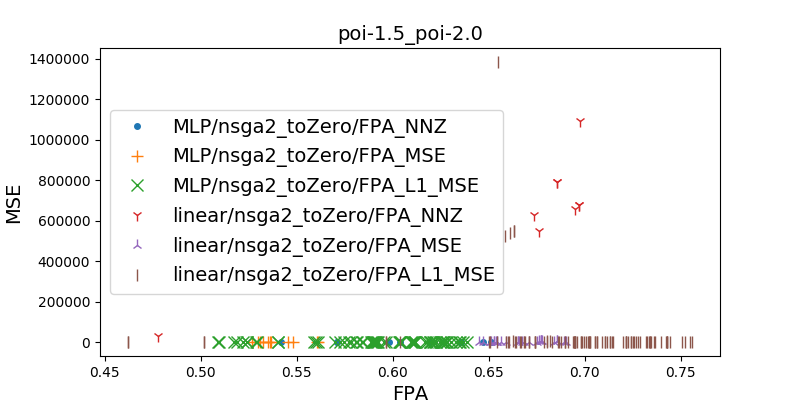 poi-1.5_poi-2.0
1400000
1200000
1000000
800000
600000
400000
200000
0
MSE
MLP/nsga2_toZero/FPA_NNZ
MLP/nsga2_toZero/FPA_MSE
MLP/nsga2_toZero/FPA_L1_MSE
linear/nsga2_toZero/FPA_NNZ
linear/nsga2_toZero/FPA_MSE
linear/nsga2_toZero/FPA_L1_MSE
0.45 0.50 0.55 0.60 0.65 0.70 0.75
FPA